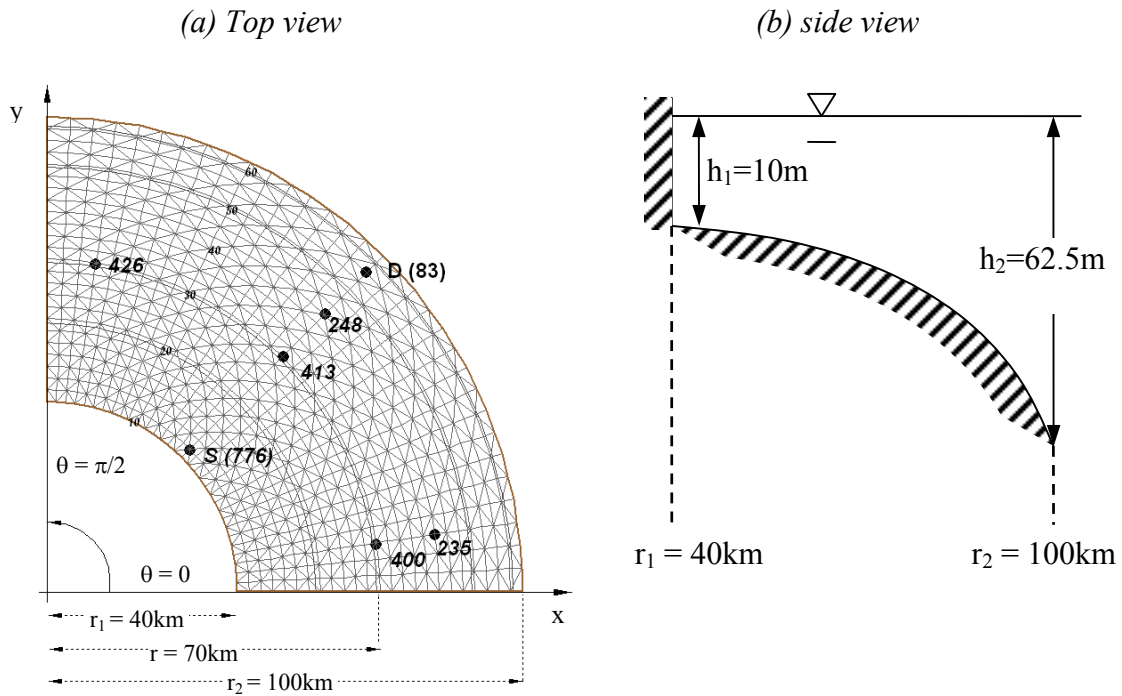 (a) Top view
(b) side view
y
60
50
40
30
20
10
426
D (83)
248
413
S (776)
400
235
θ = π/2
θ = 0
x
r₁ = 40km
r = 70km
r₂ = 100km
h₁=10m
h₂=62.5m
r₁ = 40km
r₂ = 100km